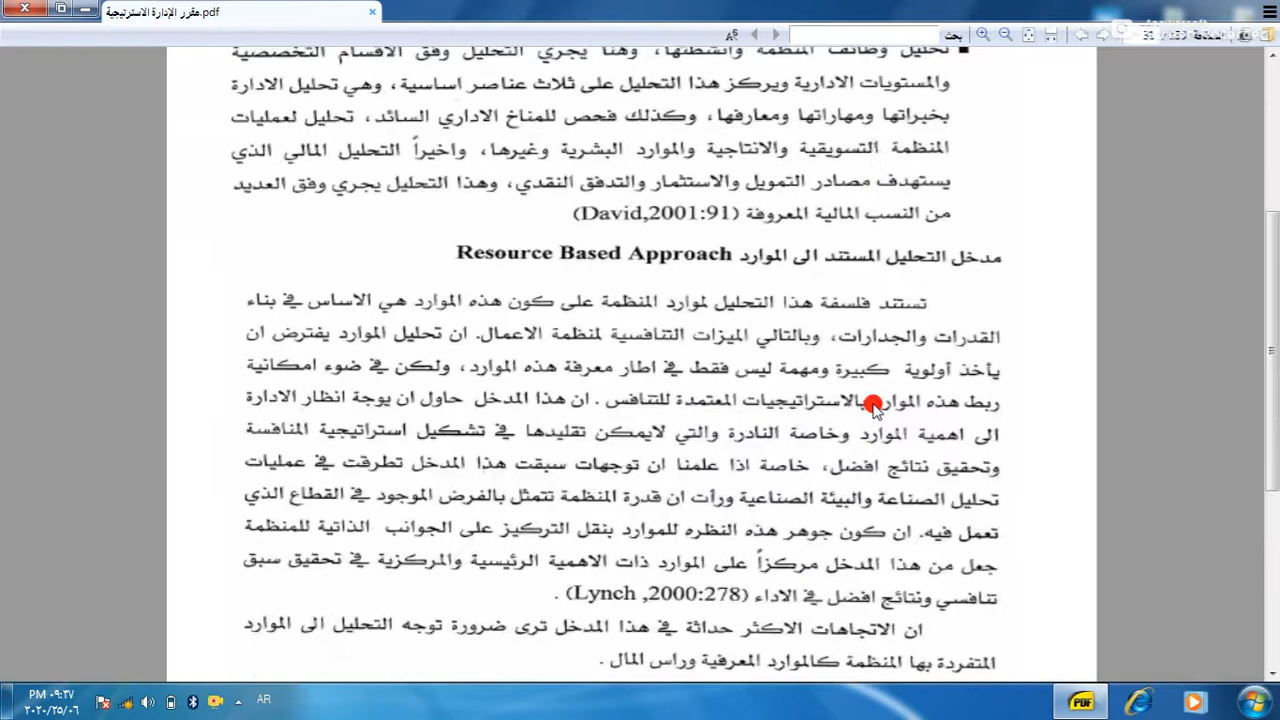 مقرر الإدارة الاسترتيجية.pdf
بحث
تحليل وظائف المنظمة وانشطتها، وهنا يجري التحليل وفق الاقسام التخصصية
والمستويات الادارية ويركز هذا التحليل على ثلاث عناصر اساسية، وهي تحليل الادارة
بخبراتها ومهاراتها ومعارفها، وكذلك فحص للمناخ الاداري السائد، تحليل لعمليات
المنظمة التسويقية والانتاجية والموارد البشرية وغيرها، واخيراً التحليل المالي الذي
يستهدف مصادر التمويل والاستثمار والتدفق النقدي، وهذا التحليل يجري وفق العديد
من النسب المالية المعروفة (David,2001:91)
مدخل التحليل المستند الى الموارد Resource Based Approach
تستند فلسفة هذا التحليل لموارد المنظمة على كون هذه الموارد هي الاساس في بناء
القدرات والجدارات، وبالتالي الميزات التنافسية لمنظمة الاعمال. ان تحليل الموارد يفترض ان
يأخذ أولوية كبيرة ومهمة ليس فقط في اطار معرفة هذه الموارد، ولكن في ضوء امكانية
ربط هذه الموارد بالاستراتيجيات المعتمدة للتنافس . ان هذا المدخل حاول ان يوجة انظار الادارة
الى اهمية الموارد وخاصة النادرة والتي لايمكن تقليدها في تشكيل استراتيجية المنافسة
وتحقيق نتائج افضل، خاصة اذا علمنا ان توجهات سبقت هذا المدخل تطرقت في عمليات
تحليل الصناعة والبيئة الصناعية ورأت ان قدرة المنظمة تتمثل بالفرض الموجود في القطاع الذي
تعمل فيه. ان كون جوهر هذه النظره للموارد بنقل التركيز على الجوانب الذاتية للمنظمة
جعل من هذا المدخل مركزاً على الموارد ذات الاهمية الرئيسية والمركزية في تحقيق سبق
تنافسي ونتائج افضل في الاداء (Lynch ,2000:278) .
ان الاتجاهات الاكثر حداثة في هذا المدخل ترى ضرورة توجه التحليل الى الموارد
المتفردة بها المنظمة كالموارد المعرفية وراس المال .
PM ٠٩:٣٧
٢٠٢٠/٢٥/٠٦
AR
PDF